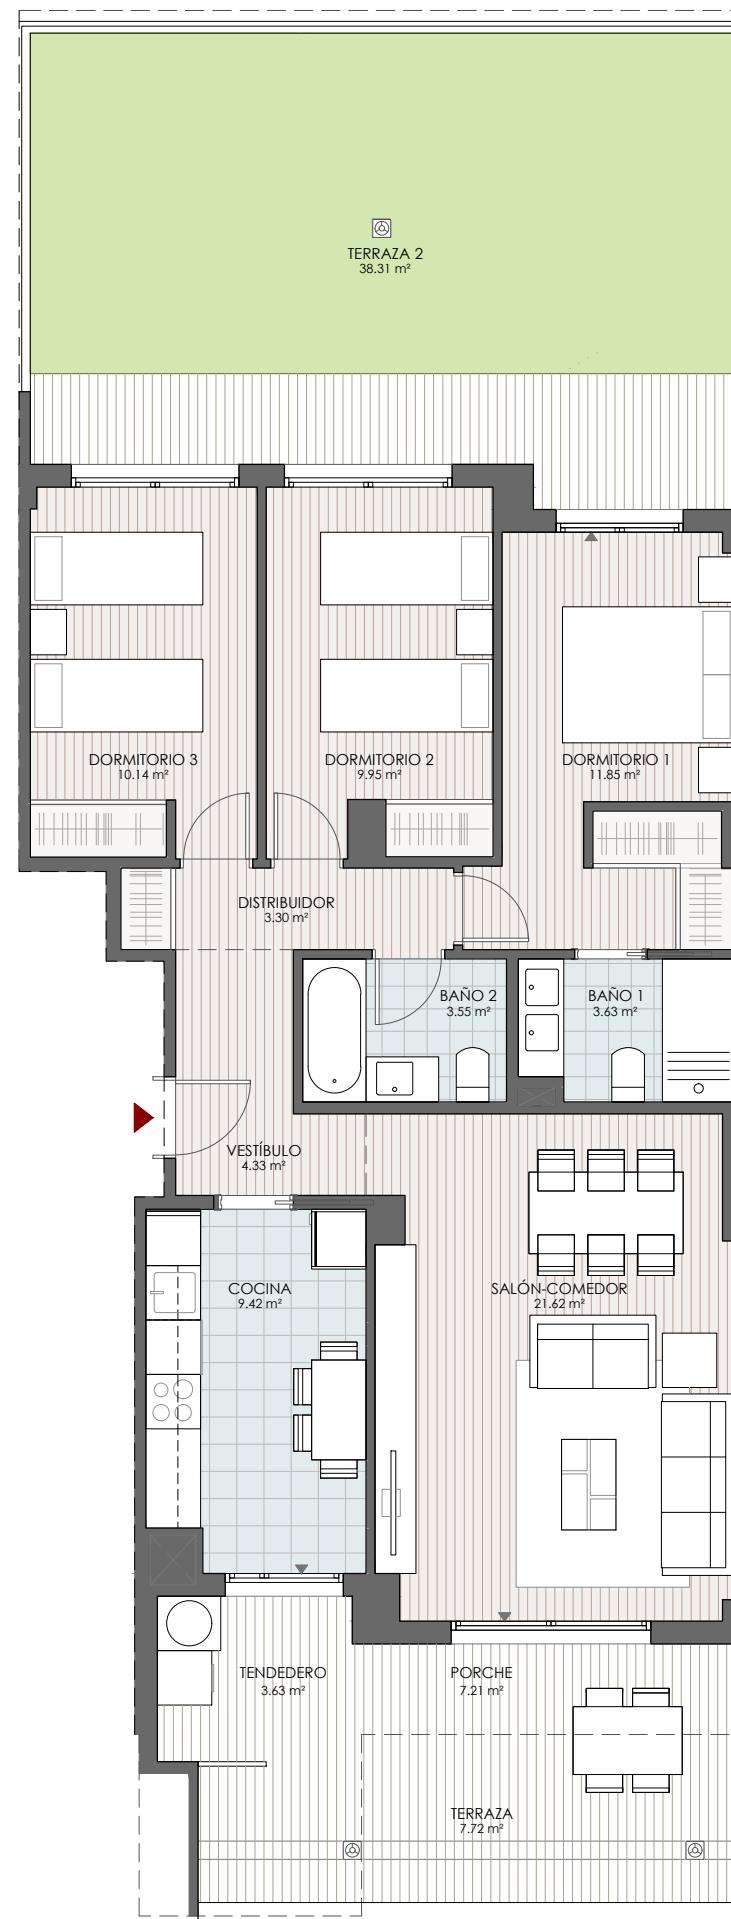 TERRAZA 2
38.31 m²
DORMITORIO 3
10.14 m²
DORMITORIO 2
9.95 m²
DORMITORIO 1
11.85 m²
DISTRIBUIDOR
3.30 m²
BAÑO 2
3.55 m²
BAÑO 1
3.63 m²
VESTÍBULO
4.33 m²
COCINA
9.42 m²
SALÓN-COMEDOR
21.62 m²
TENDEDERO
3.63 m²
PORCHE
7.21 m²
TERRAZA
7.72 m²